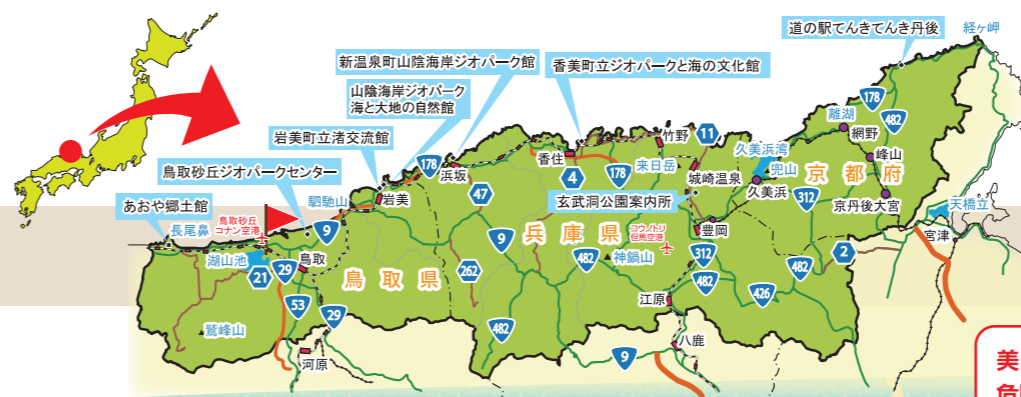 道の駅てんきてんき丹後
経ヶ岬
新温泉町山陰海岸ジオパーク館
香美町立ジオパークと海の文化館
山陰海岸ジオパーク
海と大地の自然館
178
離湖
482
岩美町立渚交流館
竹野
11
網野
178
香住
久美浜湾
浜坂
来日岳
峰山
鳥取砂丘ジオパークセンター
4
178
城崎温泉
兜山
京都府
47
久美浜
岩美
312
京丹後大宮
あおや郷土館
駟馳山
玄武洞公園案内所
天橋立
鳥取砂丘
コナン空港
9
豊岡
宮津
長尾鼻
9
兵庫県
コウノトリ
但馬空港
2
湖山池
鳥取
312
21
29
鳥取県
262
482
神鍋山
482
482
426
53
江原
29
鷲峰山
482
八鹿
河原
9
美
危